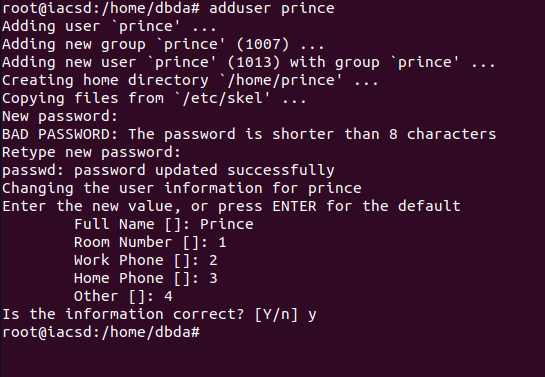 root@iacsd:/home/dbda# adduser prince
Adding user `prince' ...
Adding new group `prince' (1007) ...
Adding new user `prince' (1013) with group `prince' ...
Creating home directory `/home/prince' ...
Copying files from `/etc/skel' ...
New password:
BAD PASSWORD: The password is shorter than 8 characters
Retype new password:
passwd: password updated successfully
Changing the user information for prince
Enter the new value, or press ENTER for the default
        Full Name []: Prince
        Room Number []: 1
        Work Phone []: 2
        Home Phone []: 3
        Other []: 4
Is the information correct? [Y/n] y
root@iacsd:/home/dbda#